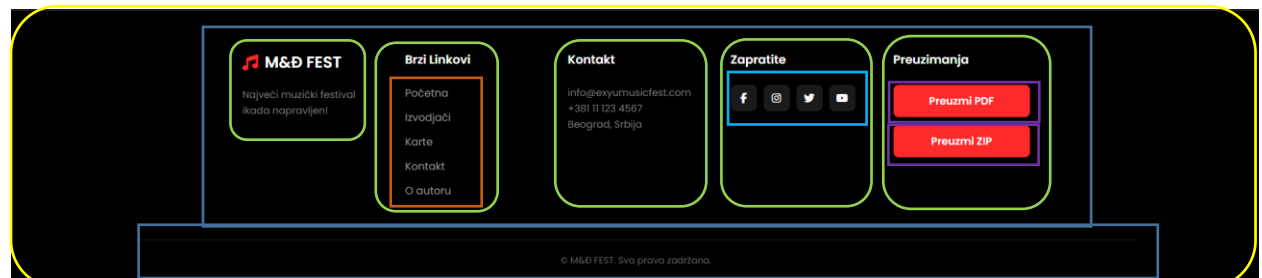 M&Đ FEST
Najveći muzički festival
ikada napravljen!
Brzi Linkovi
Početna
Izvodjači
Karte
Kontakt
O autoru
Kontakt
info@exyumusicfest.com
+381 11 123 4567
Beograd, Srbija
Zapratite
Preuzimanja
Preuzmi PDF
Preuzmi ZIP
© M&Đ FEST. Sva prava zadržana.